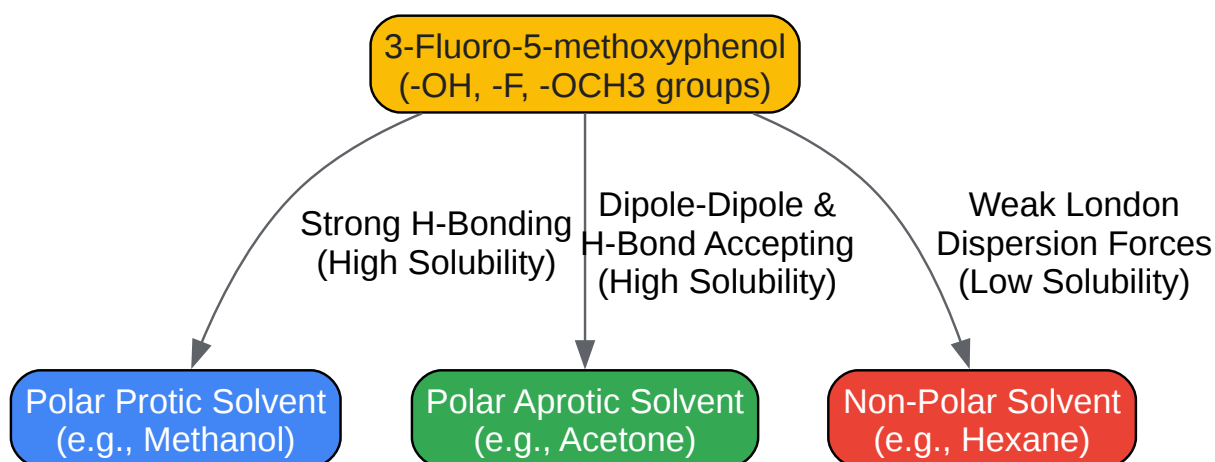 3-Fluoro-5-methoxyphenol
(-OH, -F, -OCH3 groups)
Strong H-Bonding
(High Solubility)
Dipole-Dipole &
H-Bond Accepting
(High Solubility)
Weak London
Dispersion Forces
(Low Solubility)
Polar Protic Solvent
(e.g., Methanol)
Polar Aprotic Solvent
(e.g., Acetone)
Non-Polar Solvent
(e.g., Hexane)